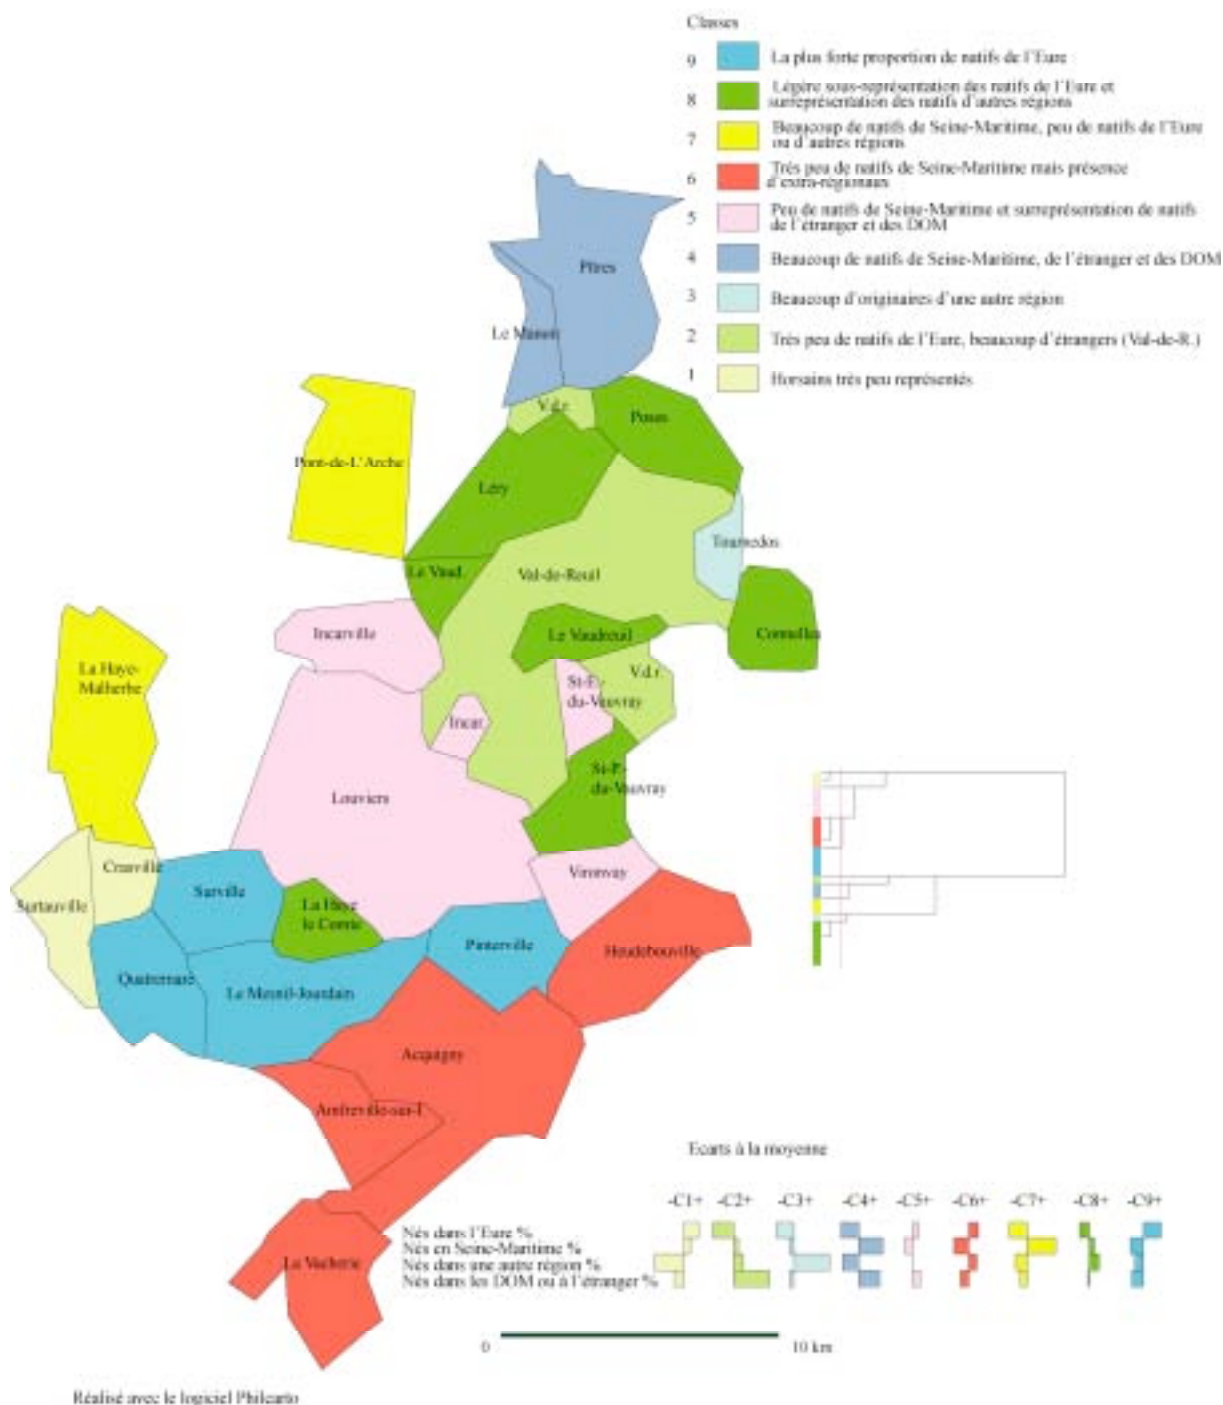 Classes
9 La plus forte proportion de natifs de l'Eure
8 Légère sous-représentation des natifs de l'Eure et
surreprésentation des natifs d'autres régions
7 Beaucoup de natifs de Seine-Maritime, peu de natifs de l'Eure
ou d'autres régions
6 Trés peu de natifs de Seine-Maritime mais présence
d'extra-régionaux
5 Peu de natifs de Seine-Maritime et surreprésentation de natifs
de l'étranger et des DOM
4 Beaucoup de natifs de Seine-Maritime, de l'étranger et des DOM
3 Beaucoup d'originaires d'une autre région
2 Trés peu de natifs de l'Eure, beaucoup d'étrangers (Val-de-R.)
1 Horsains trés peu représentés
Pîtres
Le Manoir
V.d.r.
Poses
Pont-de-L'Arche
Léry
Tournedos
Le Vaud.
Val-de-Reuil
Incarville
Le Vaudreuil
Connelles
La Haye-
Malherbe
St-E.-
du-Vauvray
V.d.r.
Incar.
St-P.-
du-Vauvray
Louviers
Crasville
Surville
Vironvay
Surtauville
La Haye
le Comte
Pinterville
Heudebouville
Quatremare
Le Mesnil-Jourdain
Acquigny
Amfreville-sur-I
La Vacherie
Ecarts à la moyenne
-C1+ -C2+ -C3+ -C4+ -C5+ -C6+ -C7+ -C8+ -C9+
Nés dans l'Eure %
Nés en Seine-Maritime %
Nés dans une autre région %
Nés dans les DOM ou à l'étranger %
0 10 km
Réalisé avec le logiciel Philcarto